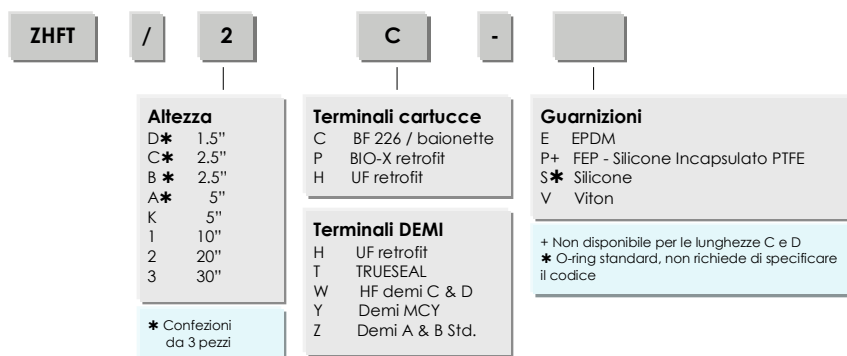 ZHFT / 2 C -
Altezza
D✱ 1.5”
C✱ 2.5”
B ✱ 2.5”
A✱ 5”
K 5”
1 10”
2 20”
3 30”
✱ Confezioni
da 3 pezzi
Terminali cartucce
C BF 226 / baionette
P BIO-X retrofit
H UF retrofit
Terminali DEMI
H UF retrofit
T TRUESEAL
W HF demi C & D
Y Demi MCY
Z Demi A & B Std.
Guarnizioni
E EPDM
P+ FEP - Silicone Incapsulato PTFE
S✱ Silicone
V Viton
+ Non disponibile per le lunghezze C e D
✱ O-ring standard, non richiede di specificare
il codice